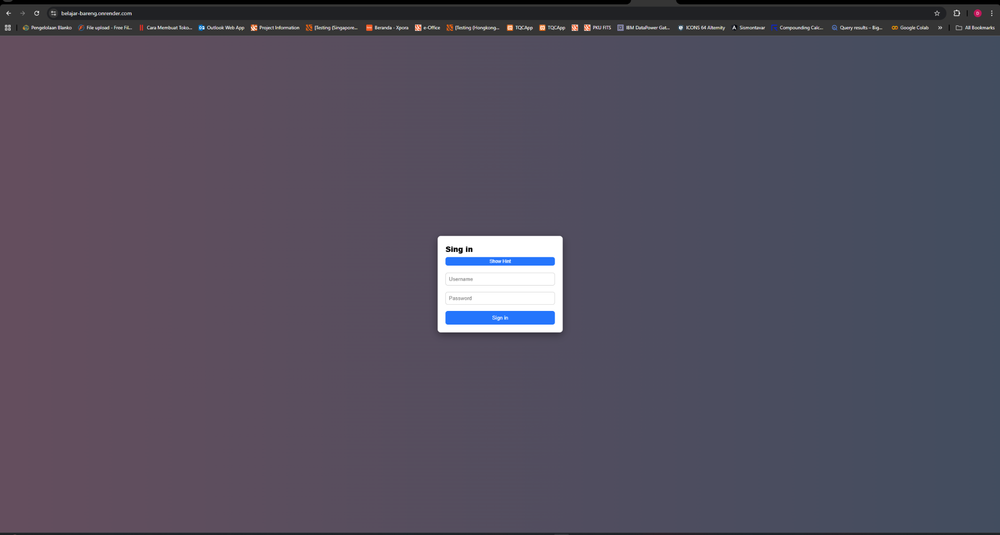 belajar-bareng.onrender.com
D
Pengelolaan Blanko
File upload - Free Fil...
Cara Membuat Toko...
Outlook Web App
Project Information
[Testing (Singapore...
Beranda - Xpora
e-Office
[Testing (Hongkong...
TQCApp
TQCApp
PKU FITS
IBM DataPower Gat...
ICONS 64 Alternity
Sismontavar
Compounding Calc...
Query results – Big...
Google Colab
All Bookmarks
Sing in
Show Hint
Username
Password
Sign in